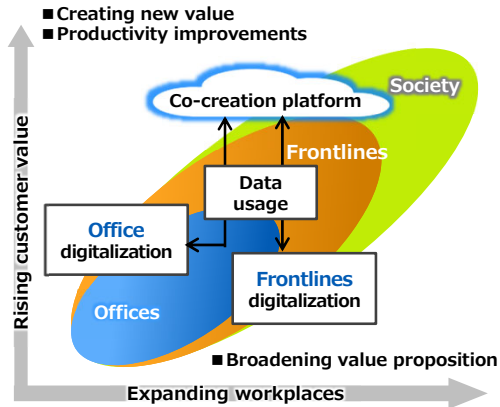 ■Creating new value
■Productivity improvements
Co-creation platform
Society
Frontlines
Data
usage
Office
digitalization
Frontlines
digitalization
Offices
■Broadening value proposition
Rising customer value
Expanding workplaces